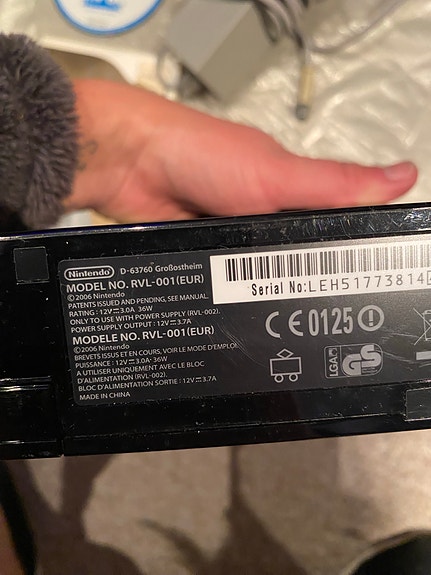 Nintendo D-63760 Großostheim
MODEL NO. RVL-001(EUR)
©2006 Nintendo
PATENTS ISSUED AND PENDING, SEE MANUAL.
RATING : 12V⎓3.0A 36W
ONLY TO USE WITH POWER SUPPLY (RVL-002).
POWER SUPPLY OUTPUT : 12V⎓3.7A
MODELE NO. RVL-001(EUR)
©2006 Nintendo
BREVETS ISSUE ET EN COURS, VOIR LE MODE D'EMPLOI.
PUISSANCE : 12V⎓3.0A· 36W
A UTILISER UNIQUEMENT AVEC LE BLOC
D'ALIMENTATION (RVL-002).
BLOC D'ALIMENTATION SORTIE : 12V⎓3.7A
MADE IN CHINA
Serial No:LEH51773814
CE0125
LGA GS